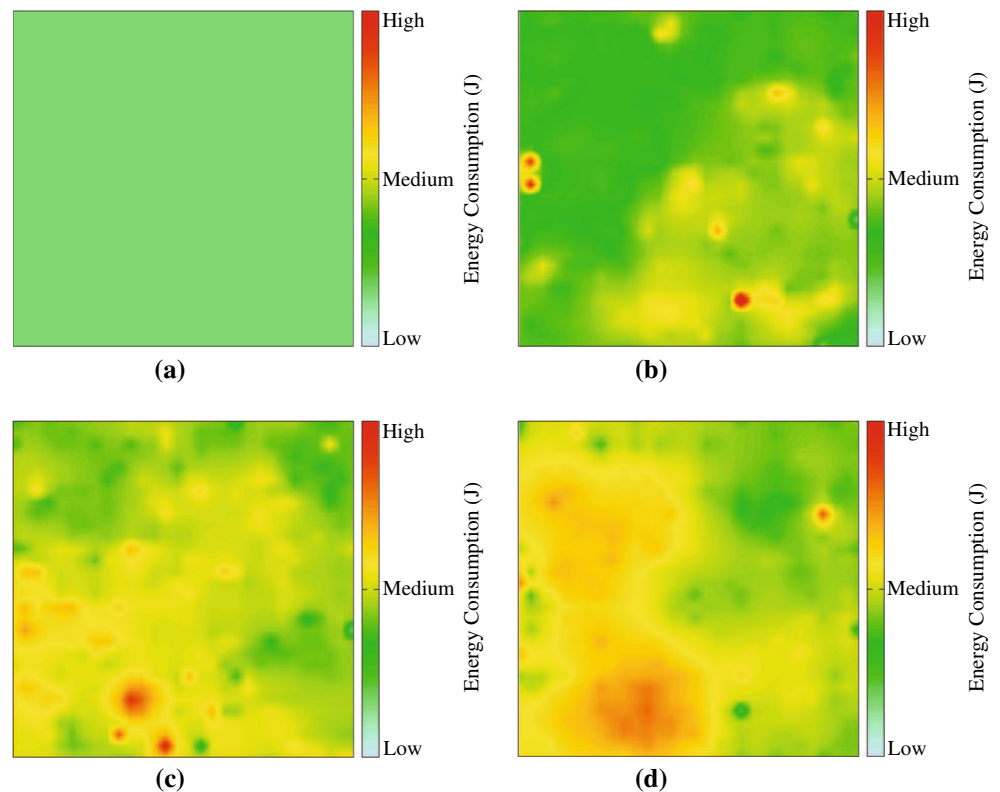 High
Medium
Low
Energy Consumption (J)
(a)
High
Medium
Low
Energy Consumption (J)
(b)
High
Medium
Low
Energy Consumption (J)
(c)
High
Medium
Low
Energy Consumption (J)
(d)